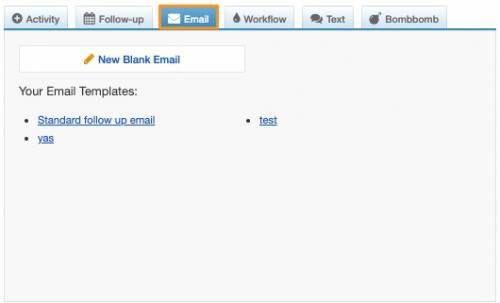 Activity Follow-up Email Workflow Text Bombbomb
New Blank Email
Your Email Templates:
Standard follow up email test
yas